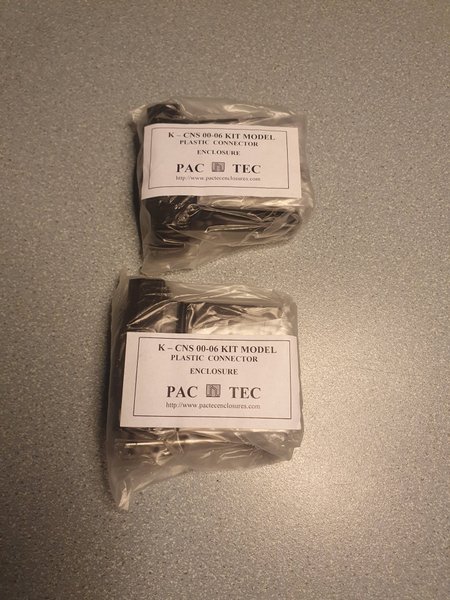 K – CNS 00-06 KIT MODEL
PLASTIC CONNECTOR
ENCLOSURE
PAC TEC
http://www.pactecenclosures.com
K – CNS 00-06 KIT MODEL
PLASTIC CONNECTOR
ENCLOSURE
PAC TEC
http://www.pactecenclosures.com